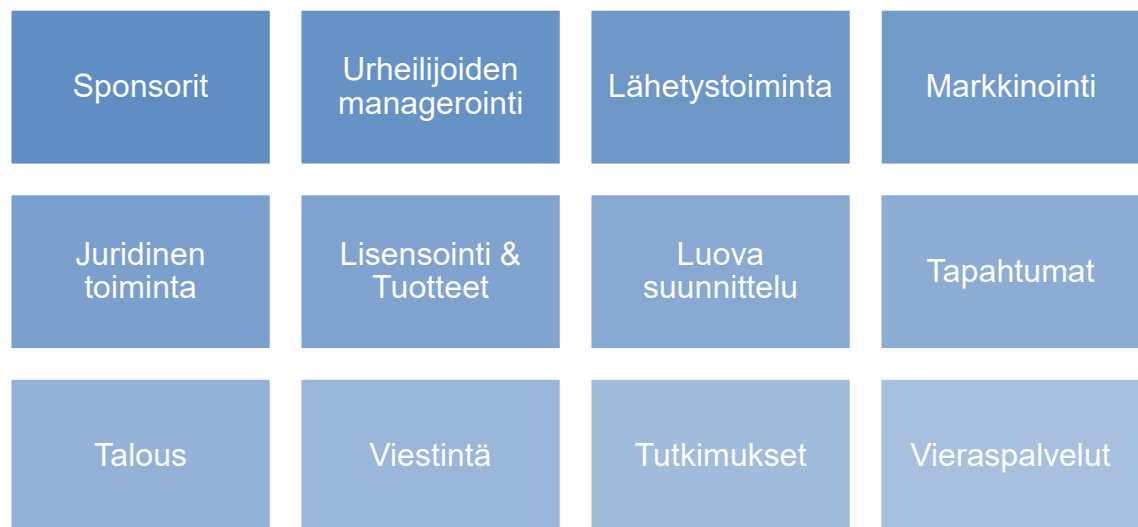 Sponsorit
Urheilijoiden
managerointi
Lähetystoiminta
Markkinointi
Juridinen
toiminta
Lisensointi &
Tuotteet
Luova
suunnittelu
Tapahtumat
Talous
Viestintä
Tutkimukset
Vieraspalvelut